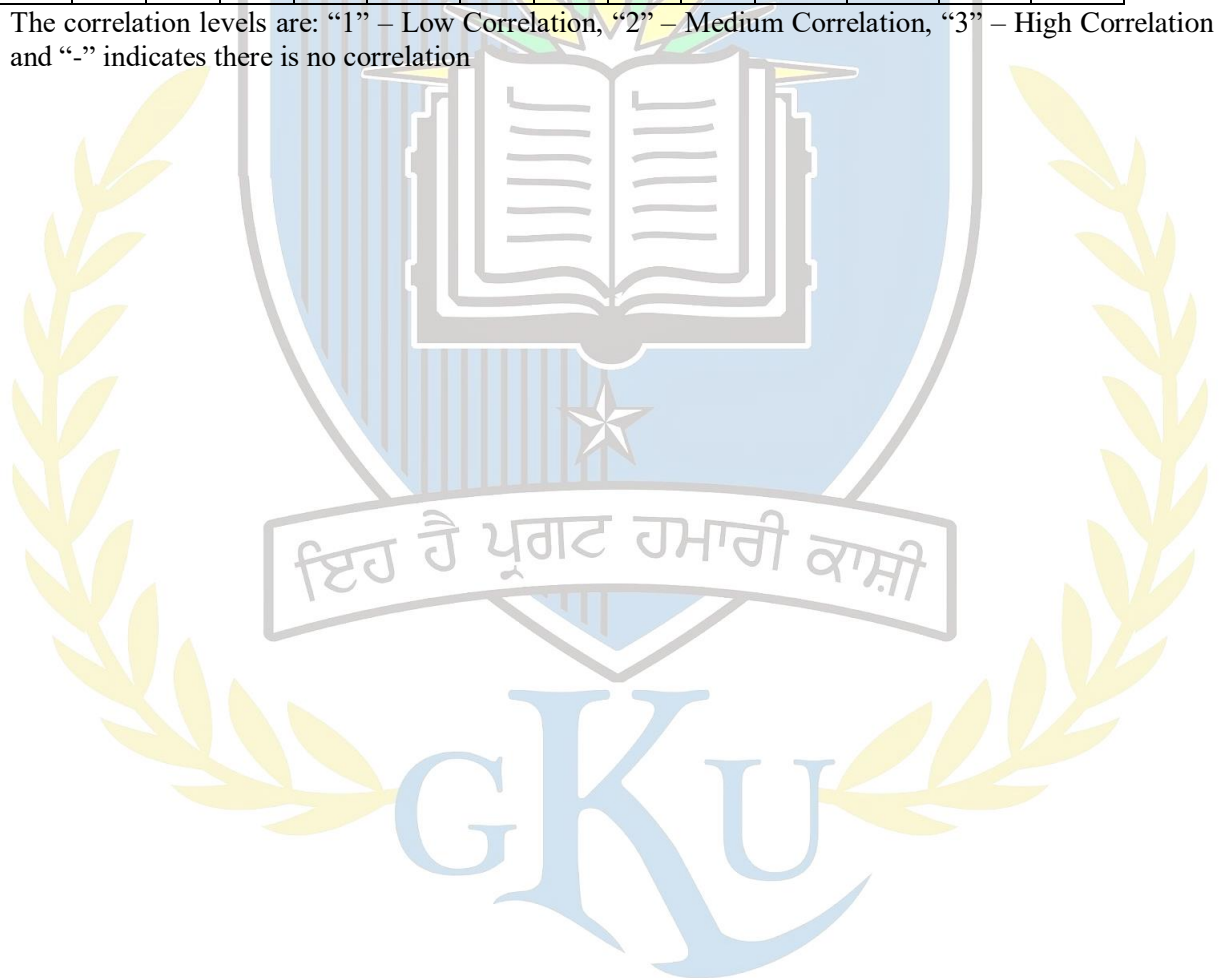 The correlation levels are: “1” – Low Correlation, “2” – Medium Correlation, “3” – High Correlation
and “-” indicates there is no correlation
ਇਹ ਹੈ ਪ੍ਰਗਟ ਹਮਾਰੀ ਕਾਸ਼ੀ
GKU